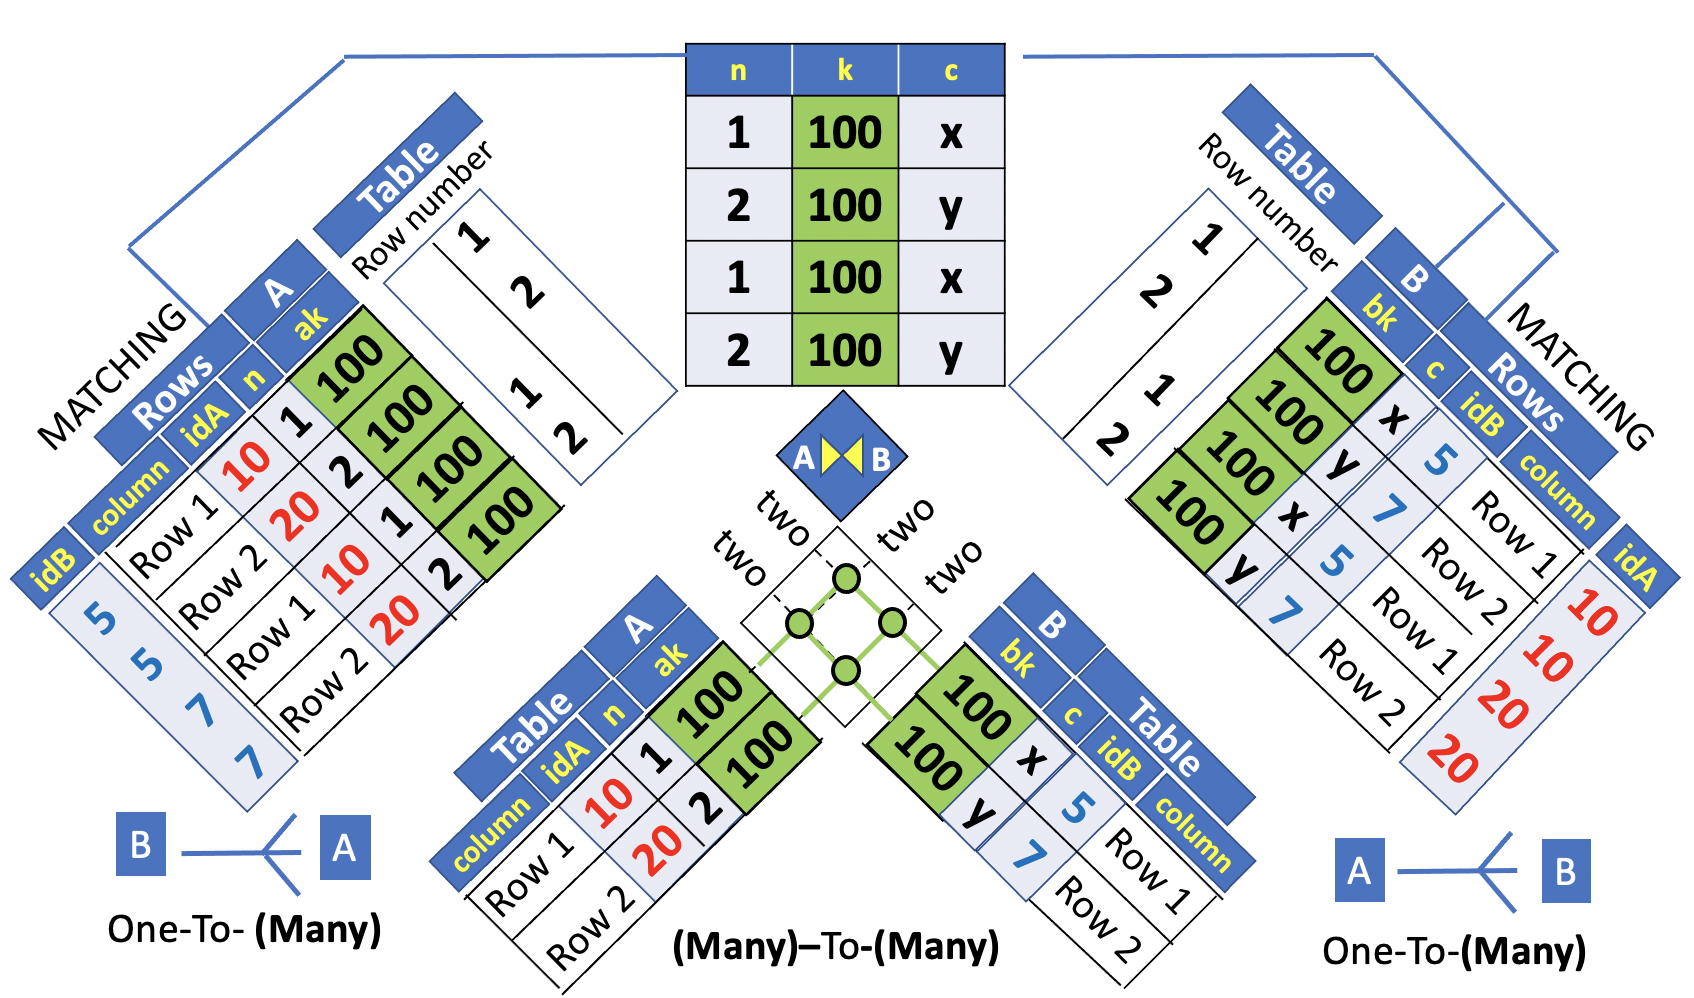 n k c
1 100 x
2 100 y
1 100 x
2 100 y
MATCHING
Table
Row number
1
2
1
2
Rows A
idB column idA n ak
5 Row 1 10 1 100
5 Row 2 20 2 100
7 Row 1 10 1 100
7 Row 2 20 2 100
B A
One-To- (Many)
A B
two two
two two
Table A
column idA n ak
Row 1 10 1 100
Row 2 20 2 100
B Table
bk c idB column
100 x 5 Row 1
100 y 7 Row 2
(Many)–To-(Many)
Table
Row number
1
2
1
2
MATCHING
B Rows
bk c idB column idA
100 x 5 Row 1 10
100 y 7 Row 2 10
100 x 5 Row 1 20
100 y 7 Row 2 20
A B
One-To-(Many)